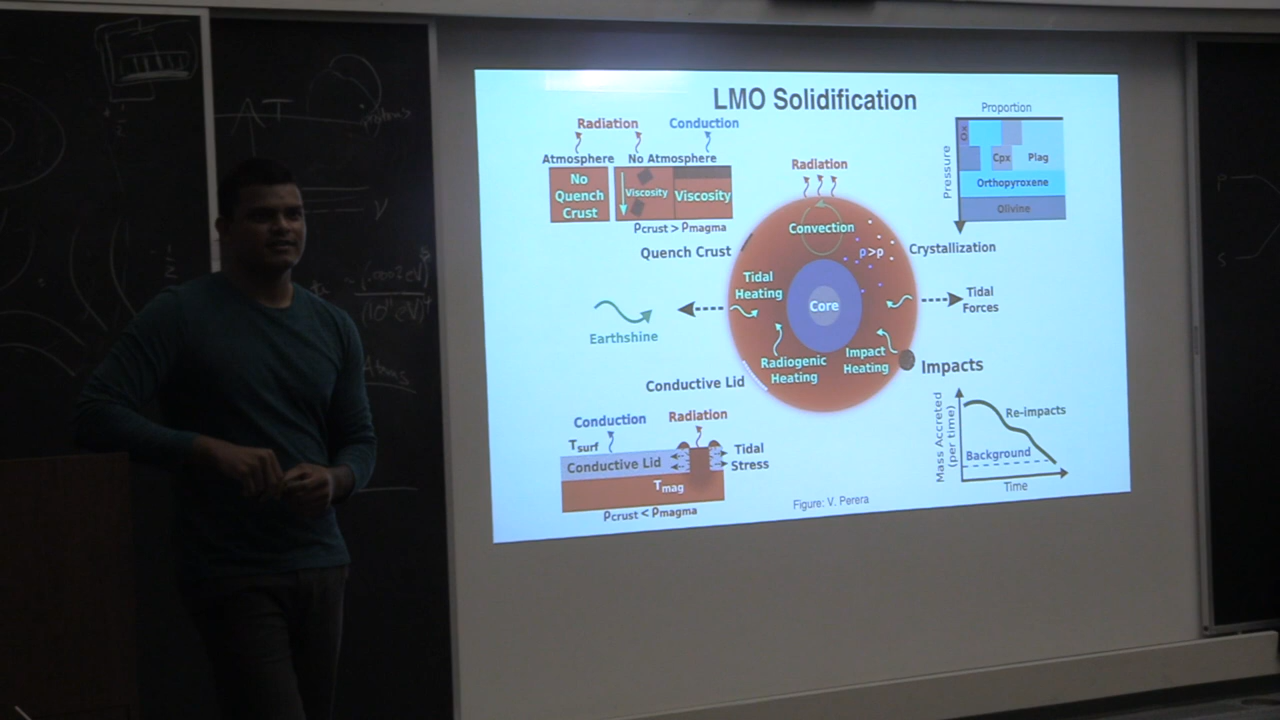 LMO Solidification
Radiation
Conduction
Atmosphere
No Atmosphere
No
Quench
Crust
Viscosity
Viscosity
Ρcrust > Ρmagma
Quench Crust
Earthshine
Conductive Lid
Conduction
Radiation
Tsurf
Conductive Lid
Tidal
Stress
Tmag
Ρcrust < Ρmagma
Radiation
Convection
ρ>ρ
Tidal
Heating
Core
Radiogenic
Heating
Impact
Heating
Figure: V. Perera
Proportion
Pressure
Ox
Cpx
Plag
Orthopyroxene
Olivine
Crystallization
Tidal
Forces
Impacts
Mass Accreted
(per time)
Re-impacts
Background
Time
T